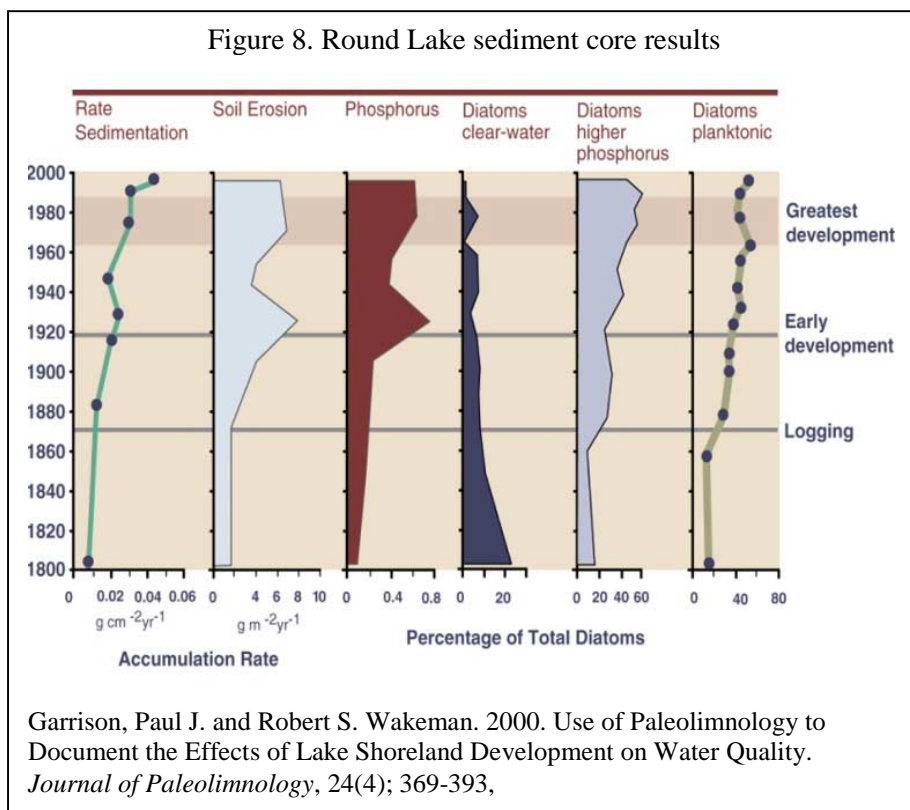 Figure 8. Round Lake sediment core results
Rate
Sedimentation
Soil Erosion
Phosphorus
Diatoms
clear-water
Diatoms
higher
phosphorus
Diatoms
planktonic
2000
1980
1960
1940
1920
1900
1880
1860
1840
1820
1800
Greatest
development
Early
development
Logging
0 0.02 0.04 0.06
0 4 6 8 10
0 0.4 0.8
0 20
0 20 40 60
0 40 80
g cm -2yr-1
g m -2yr-1
Accumulation Rate
Percentage of Total Diatoms
Garrison, Paul J. and Robert S. Wakeman. 2000. Use of Paleolimnology to
Document the Effects of Lake Shoreland Development on Water Quality.
Journal of Paleolimnology, 24(4); 369-393,